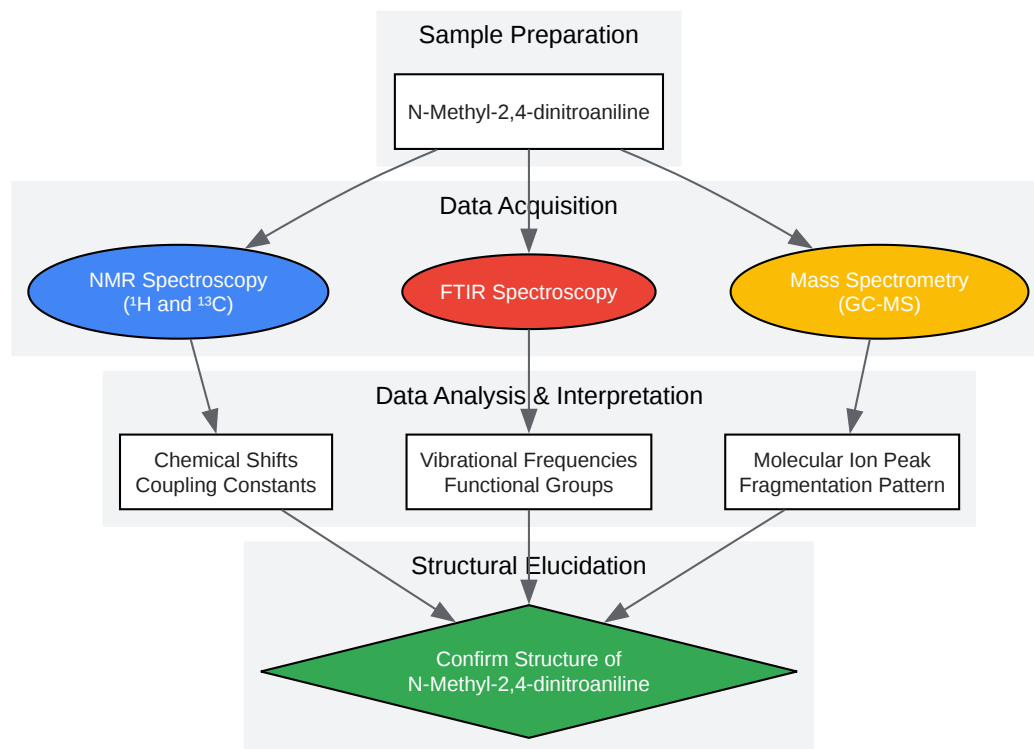 Sample Preparation
N-Methyl-2,4-dinitroaniline
Data Acquisition
NMR Spectroscopy
(¹H and ¹³C)
FTIR Spectroscopy
Mass Spectrometry
(GC-MS)
Data Analysis & Interpretation
Chemical Shifts
Coupling Constants
Vibrational Frequencies
Functional Groups
Molecular Ion Peak
Fragmentation Pattern
Structural Elucidation
Confirm Structure of
N-Methyl-2,4-dinitroaniline